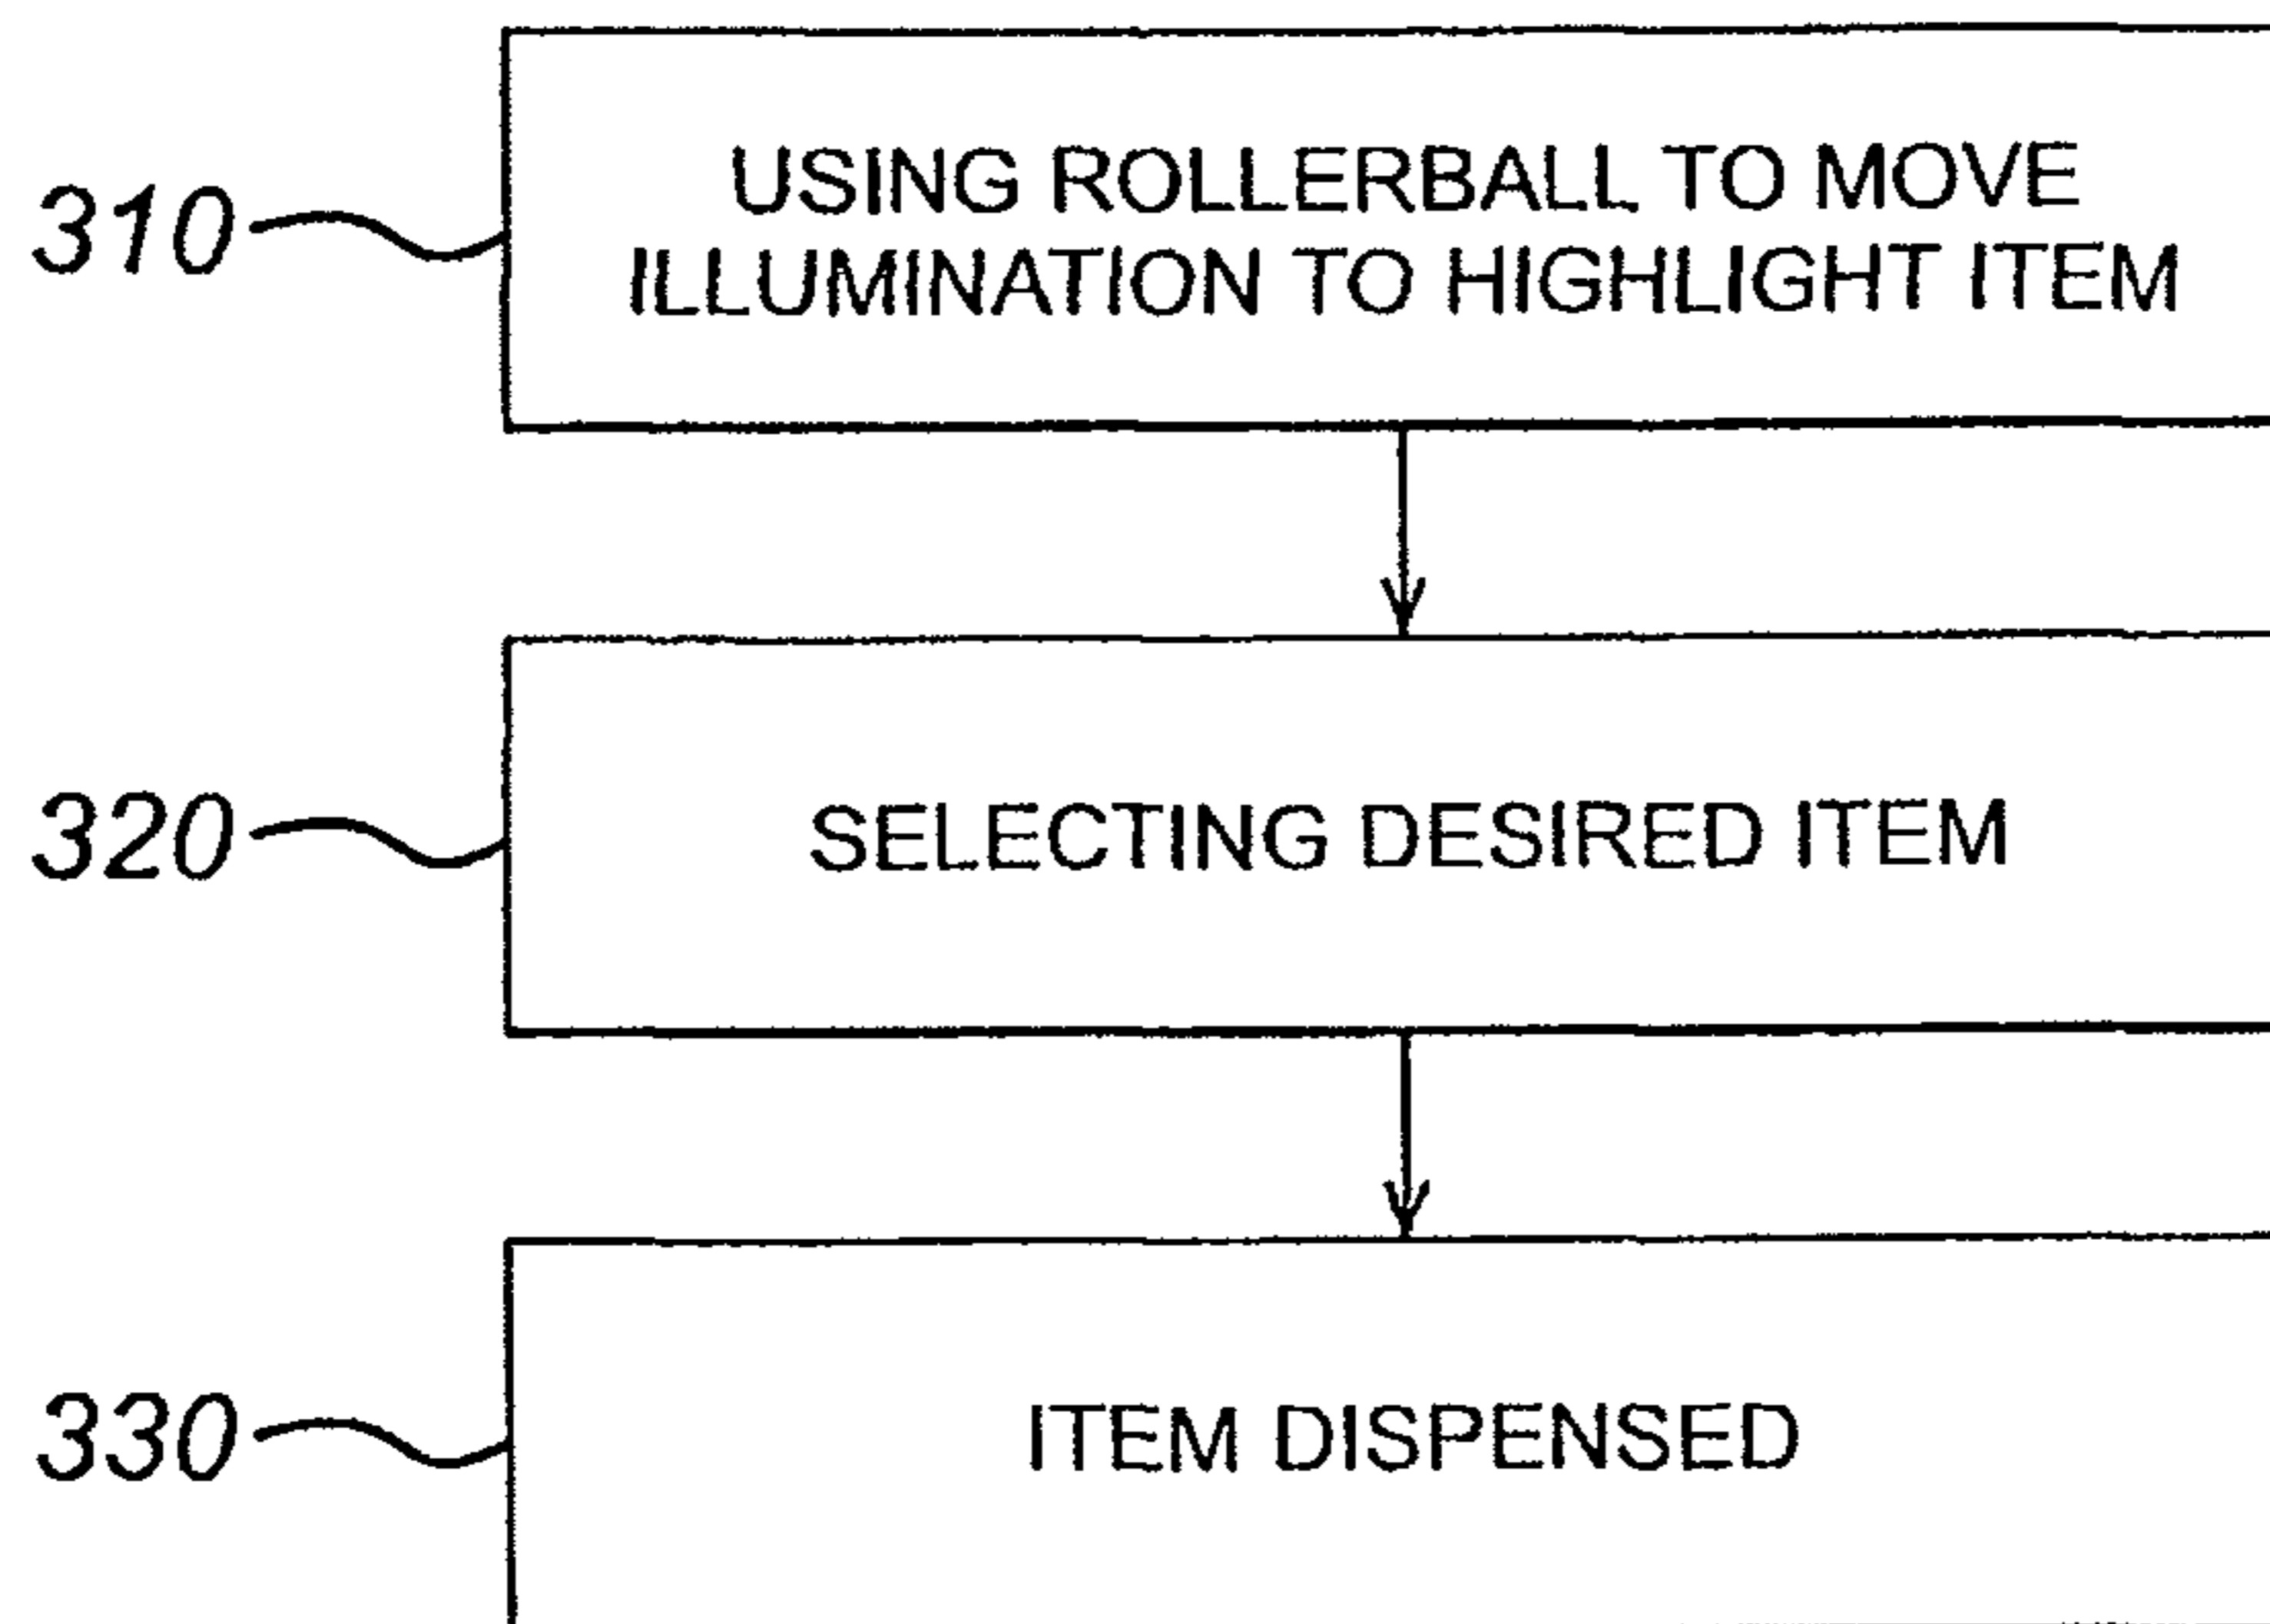 310
USING ROLLERBALL TO MOVE
ILLUMINATION TO HIGHLIGHT ITEM
320
SELECTING DESIRED ITEM
330
ITEM DISPENSED